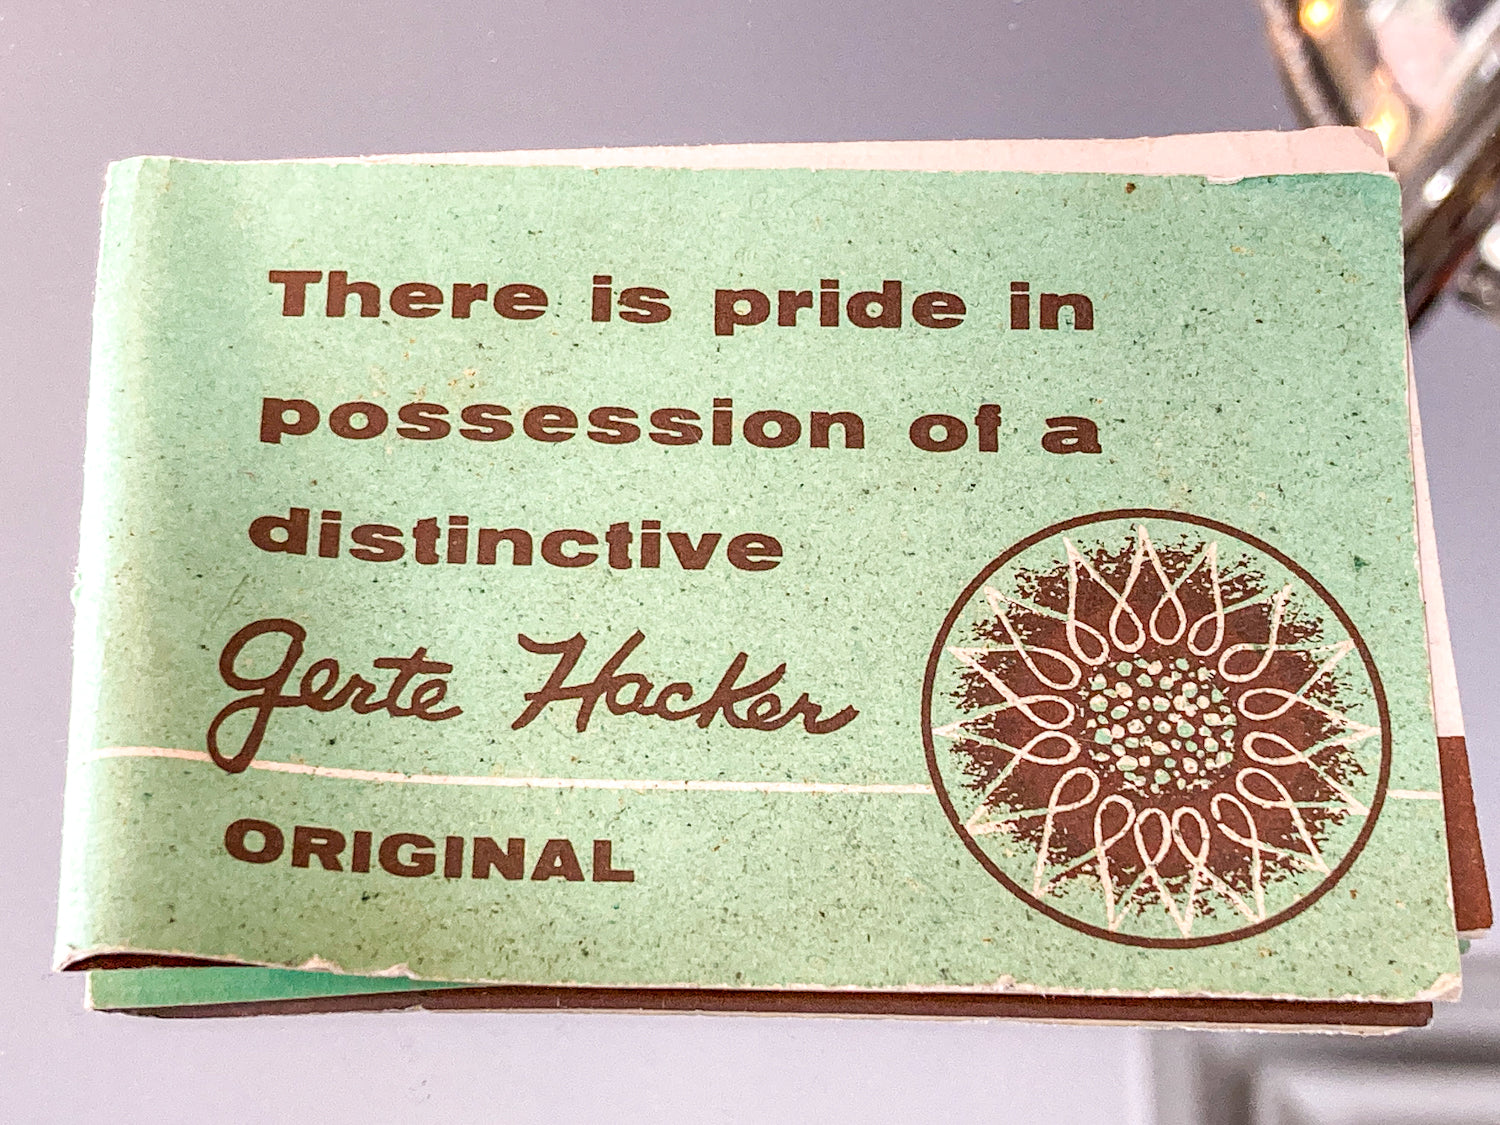 There is pride in
possession of a
distinctive
Gerte Hacker
ORIGINAL